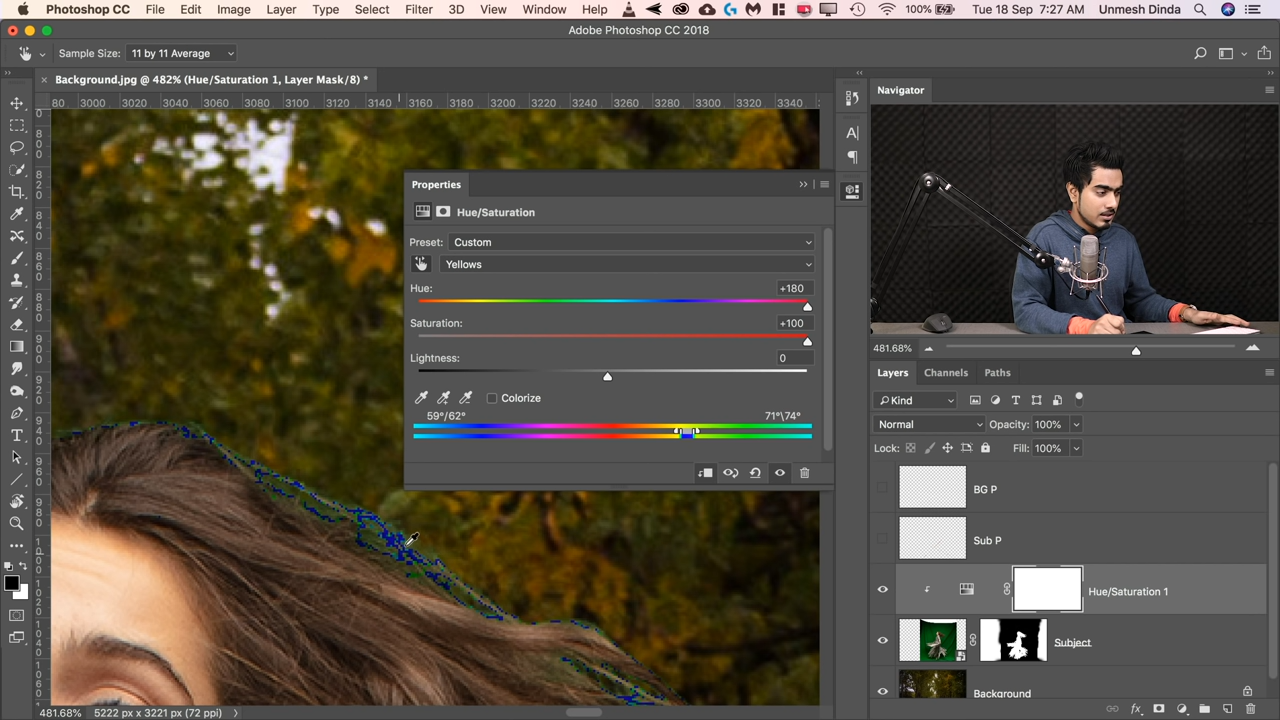 Photoshop CC File Edit Image Layer Type Select Filter 3D View Window Help 100% Tue 18 Sep 7:27 AM Unmesh Dinda
Adobe Photoshop CC 2018
Sample Size: 11 by 11 Average
Background.jpg @ 482% (Hue/Saturation 1, Layer Mask/8) *
80 3000 3020 3040 3060 3080 3100 3120 3140 3160 3180 3200 3220 3240 3260 3280 3300 3320 3340
Navigator
Properties
Hue/Saturation
Preset: Custom
Yellows
Hue: +180
Saturation: +100
Lightness: 0
Colorize
59°/62° 71°\74°
481.68%
Layers Channels Paths
Kind
Normal Opacity: 100%
Lock: Fill: 100%
BG P
Sub P
Hue/Saturation 1
Subject
Background
481.68% 5222 px x 3221 px (72 ppi)